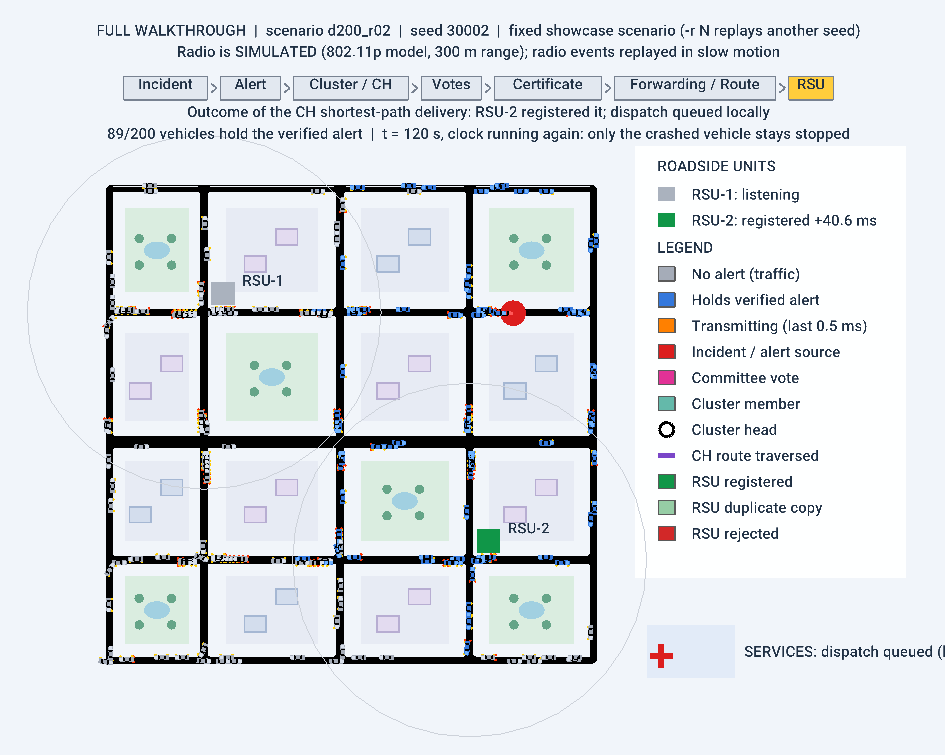 FULL WALKTHROUGH | scenario d200_r02 | seed 30002 | fixed showcase scenario (-r N replays another seed)
Radio is SIMULATED (802.11p model, 300 m range); radio events replayed in slow motion
Incident > Alert > Cluster / CH > Votes > Certificate > Forwarding / Route > RSU
Outcome of the CH shortest-path delivery: RSU-2 registered it; dispatch queued locally
89/200 vehicles hold the verified alert | t = 120 s, clock running again: only the crashed vehicle stays stopped
ROADSIDE UNITS
RSU-1: listening
RSU-2: registered +40.6 ms
LEGEND
No alert (traffic)
Holds verified alert
Transmitting (last 0.5 ms)
Incident / alert source
Committee vote
Cluster member
Cluster head
CH route traversed
RSU registered
RSU duplicate copy
RSU rejected
RSU-1
RSU-2
SERVICES: dispatch queued (